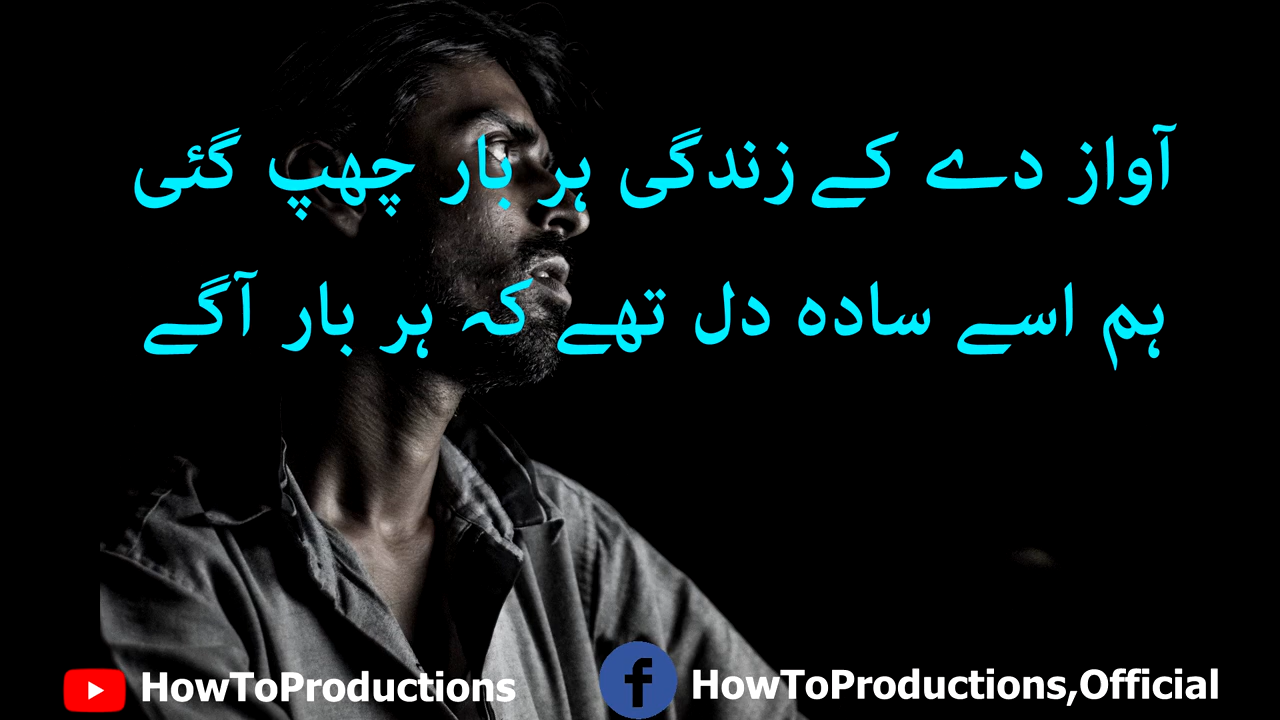 آواز دے کے زندگی ہر بار چھپ گئی
ہم اسے سادہ دل تھے کہ ہر بار آگے
HowToProductions
HowToProductions,Official